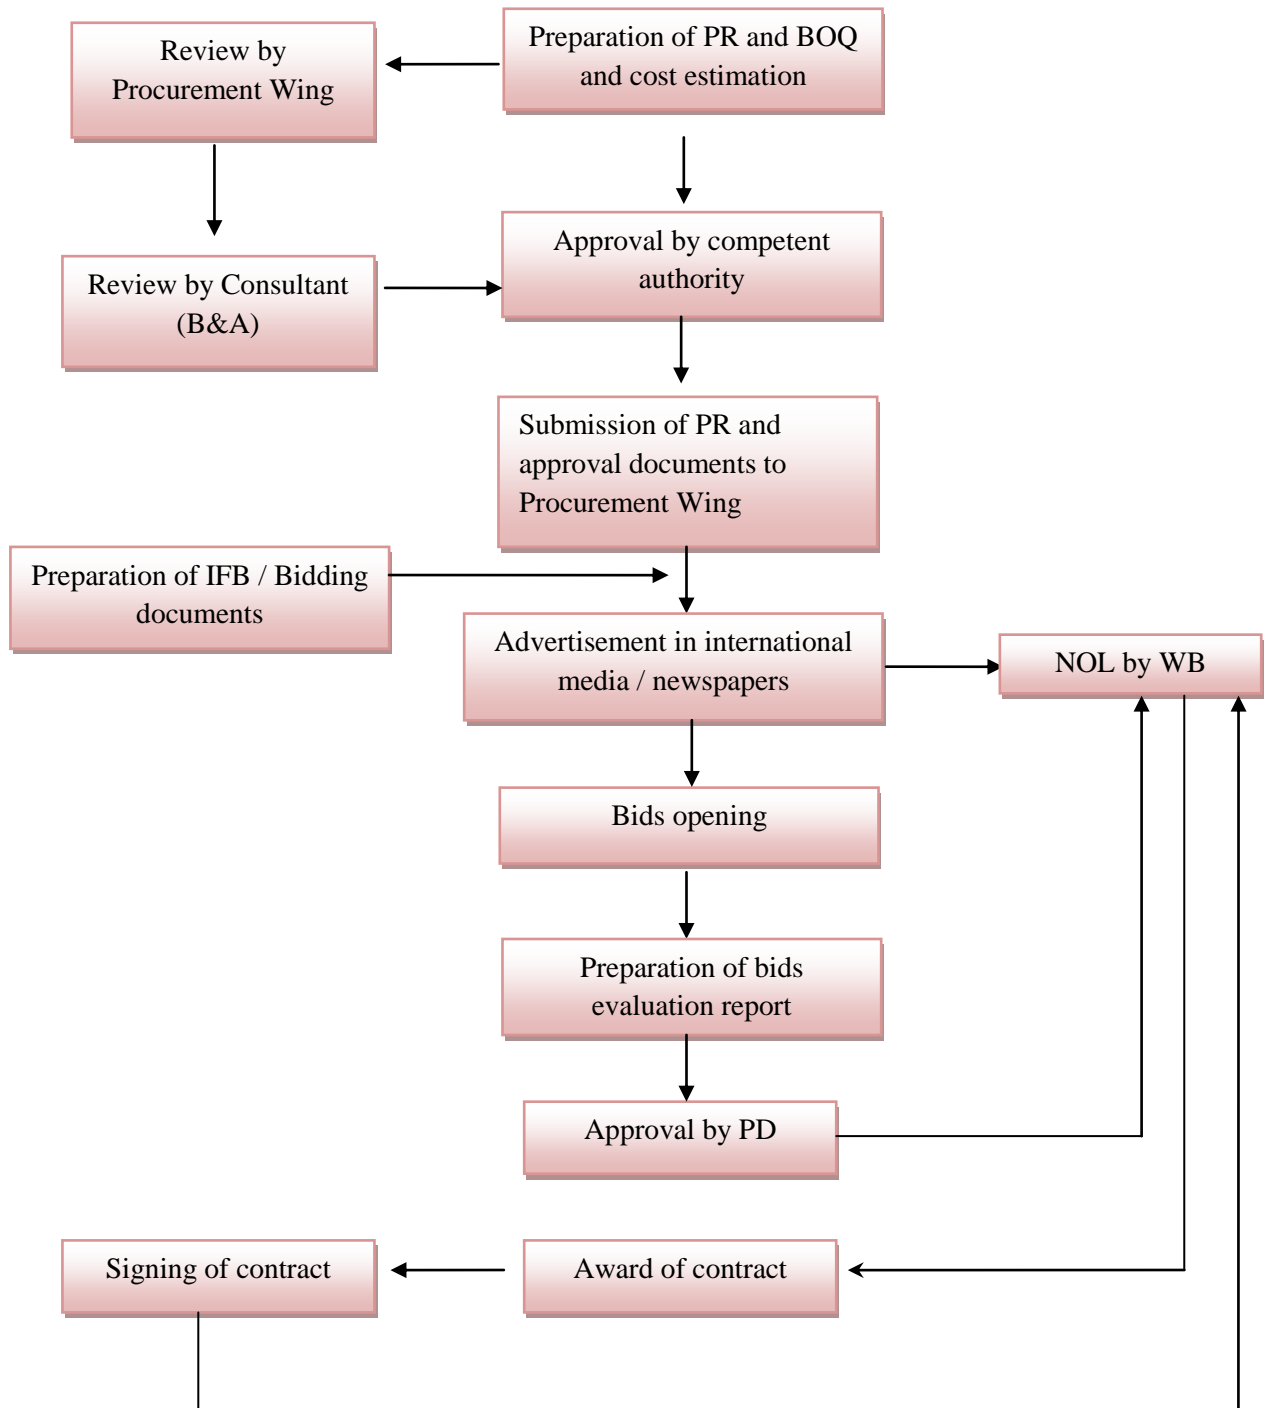 Review by
Procurement Wing
Preparation of PR and BOQ
and cost estimation
Approval by competent
authority
Review by Consultant
(B&A)
Submission of PR and
approval documents to
Procurement Wing
Preparation of IFB / Bidding
documents
Advertisement in international
media / newspapers
NOL by WB
Bids opening
Preparation of bids
evaluation report
Approval by PD
Signing of contract
Award of contract